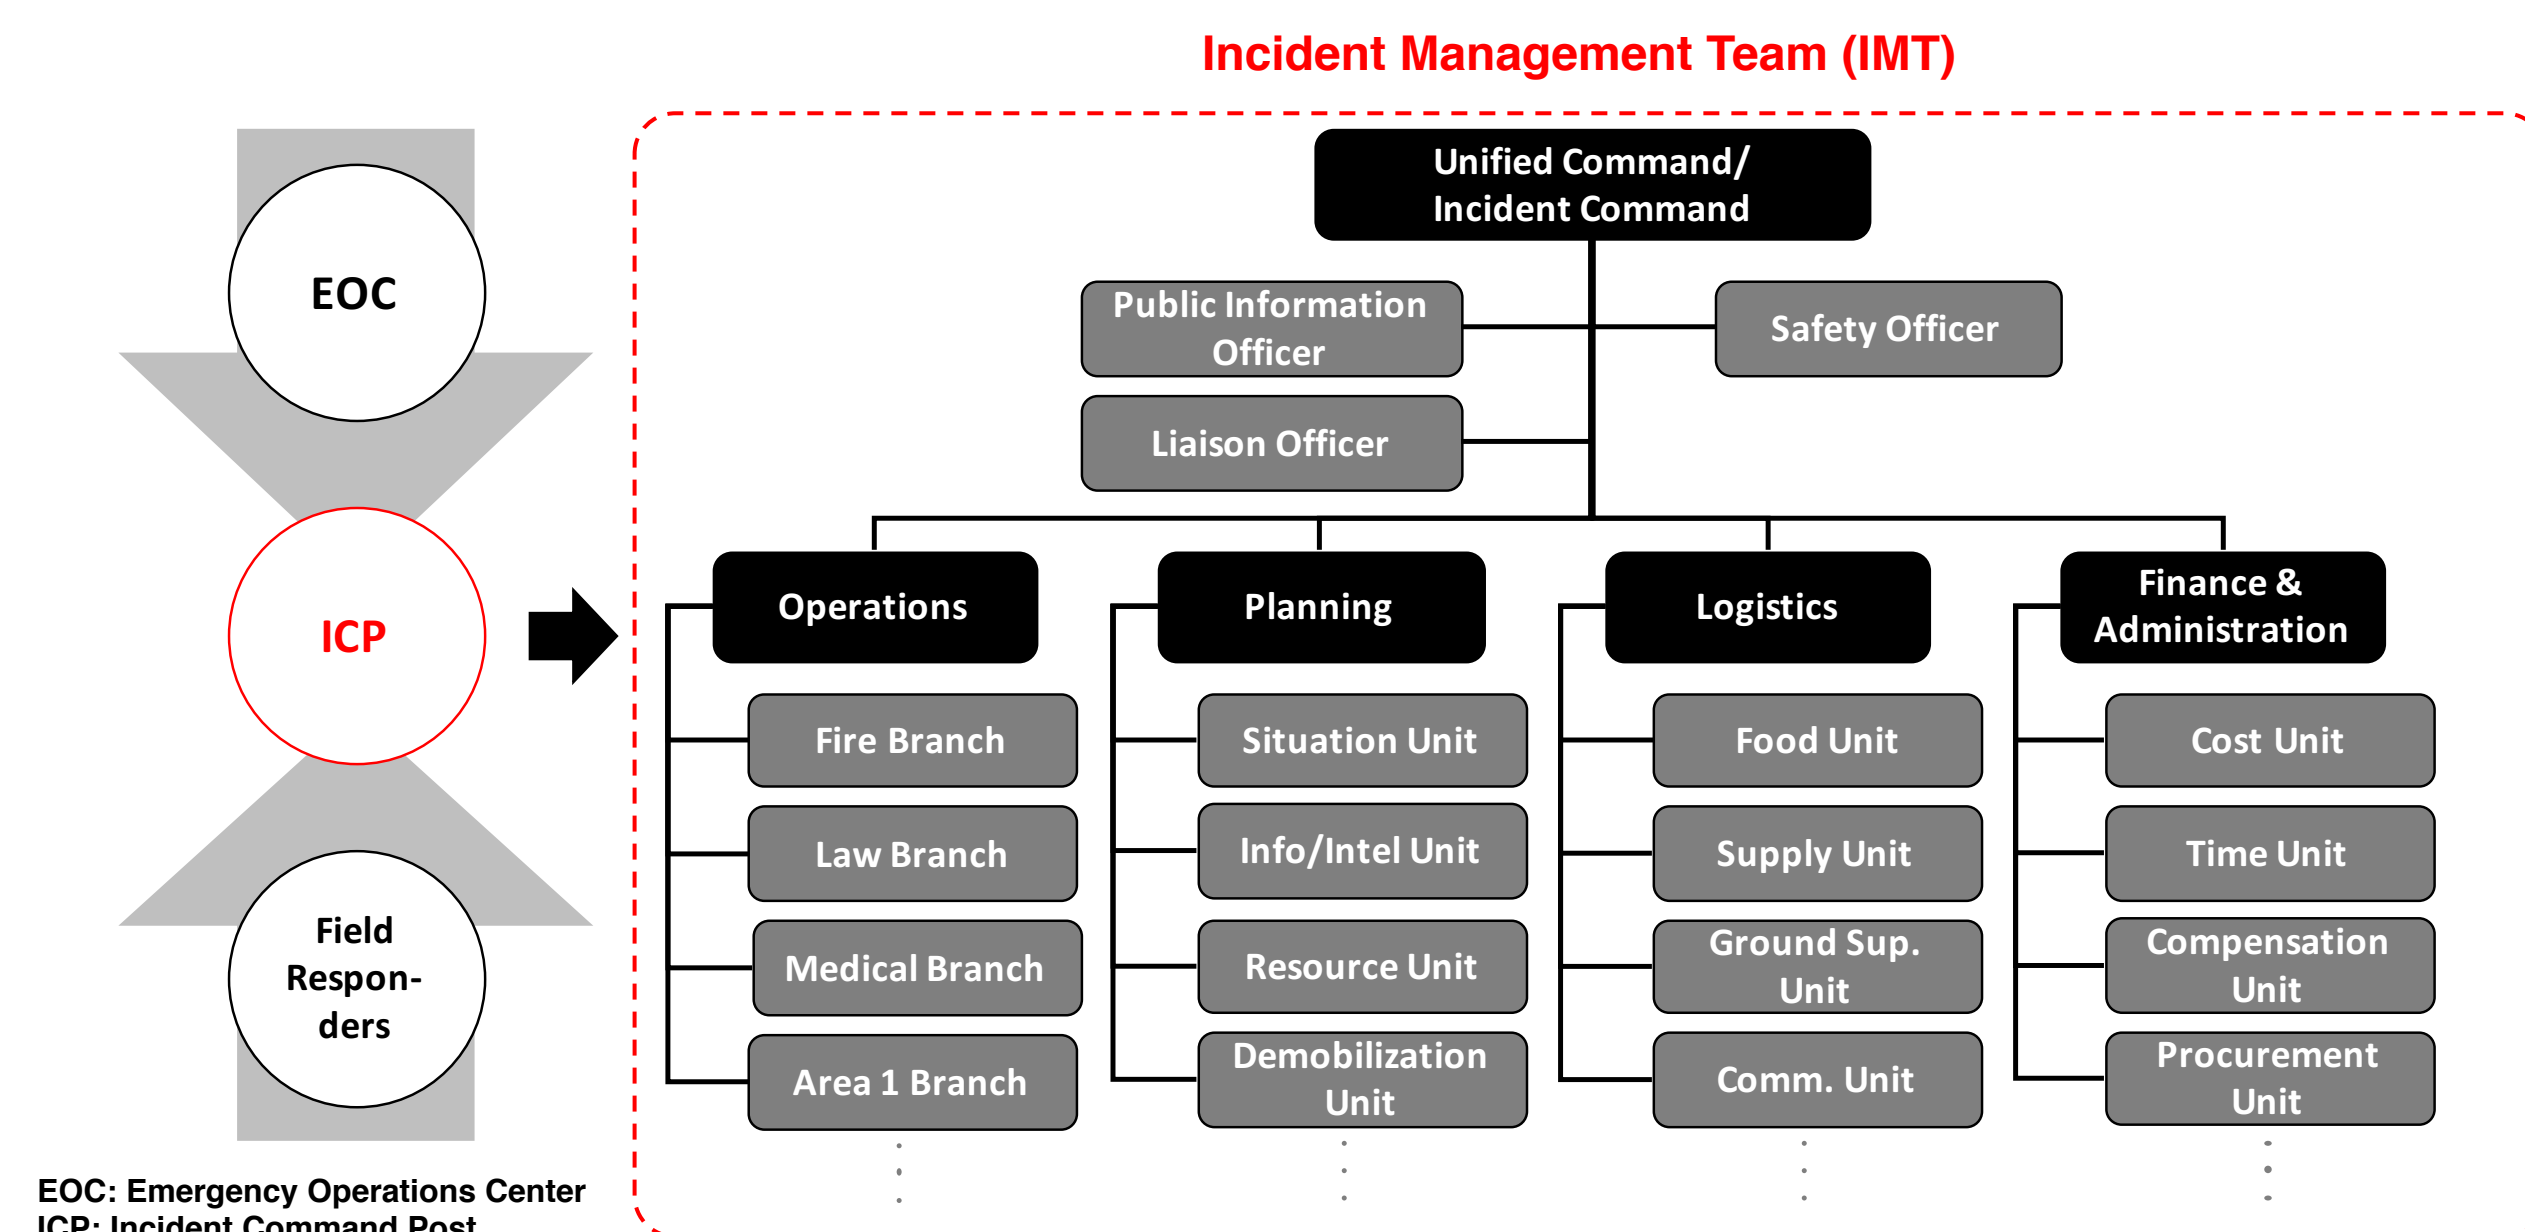 Incident Management Team (IMT)
EOC
ICP
Field
Respon-
ders
EOC: Emergency Operations Center
ICP: Incident Command Post
Unified Command/
Incident Command
Public Information
Officer
Safety Officer
Liaison Officer
Operations
Fire Branch
Law Branch
Medical Branch
Area 1 Branch
Planning
Situation Unit
Info/Intel Unit
Resource Unit
Demobilization
Unit
Logistics
Food Unit
Supply Unit
Ground Sup.
Unit
Comm. Unit
Finance &
Administration
Cost Unit
Time Unit
Compensation
Unit
Procurement
Unit